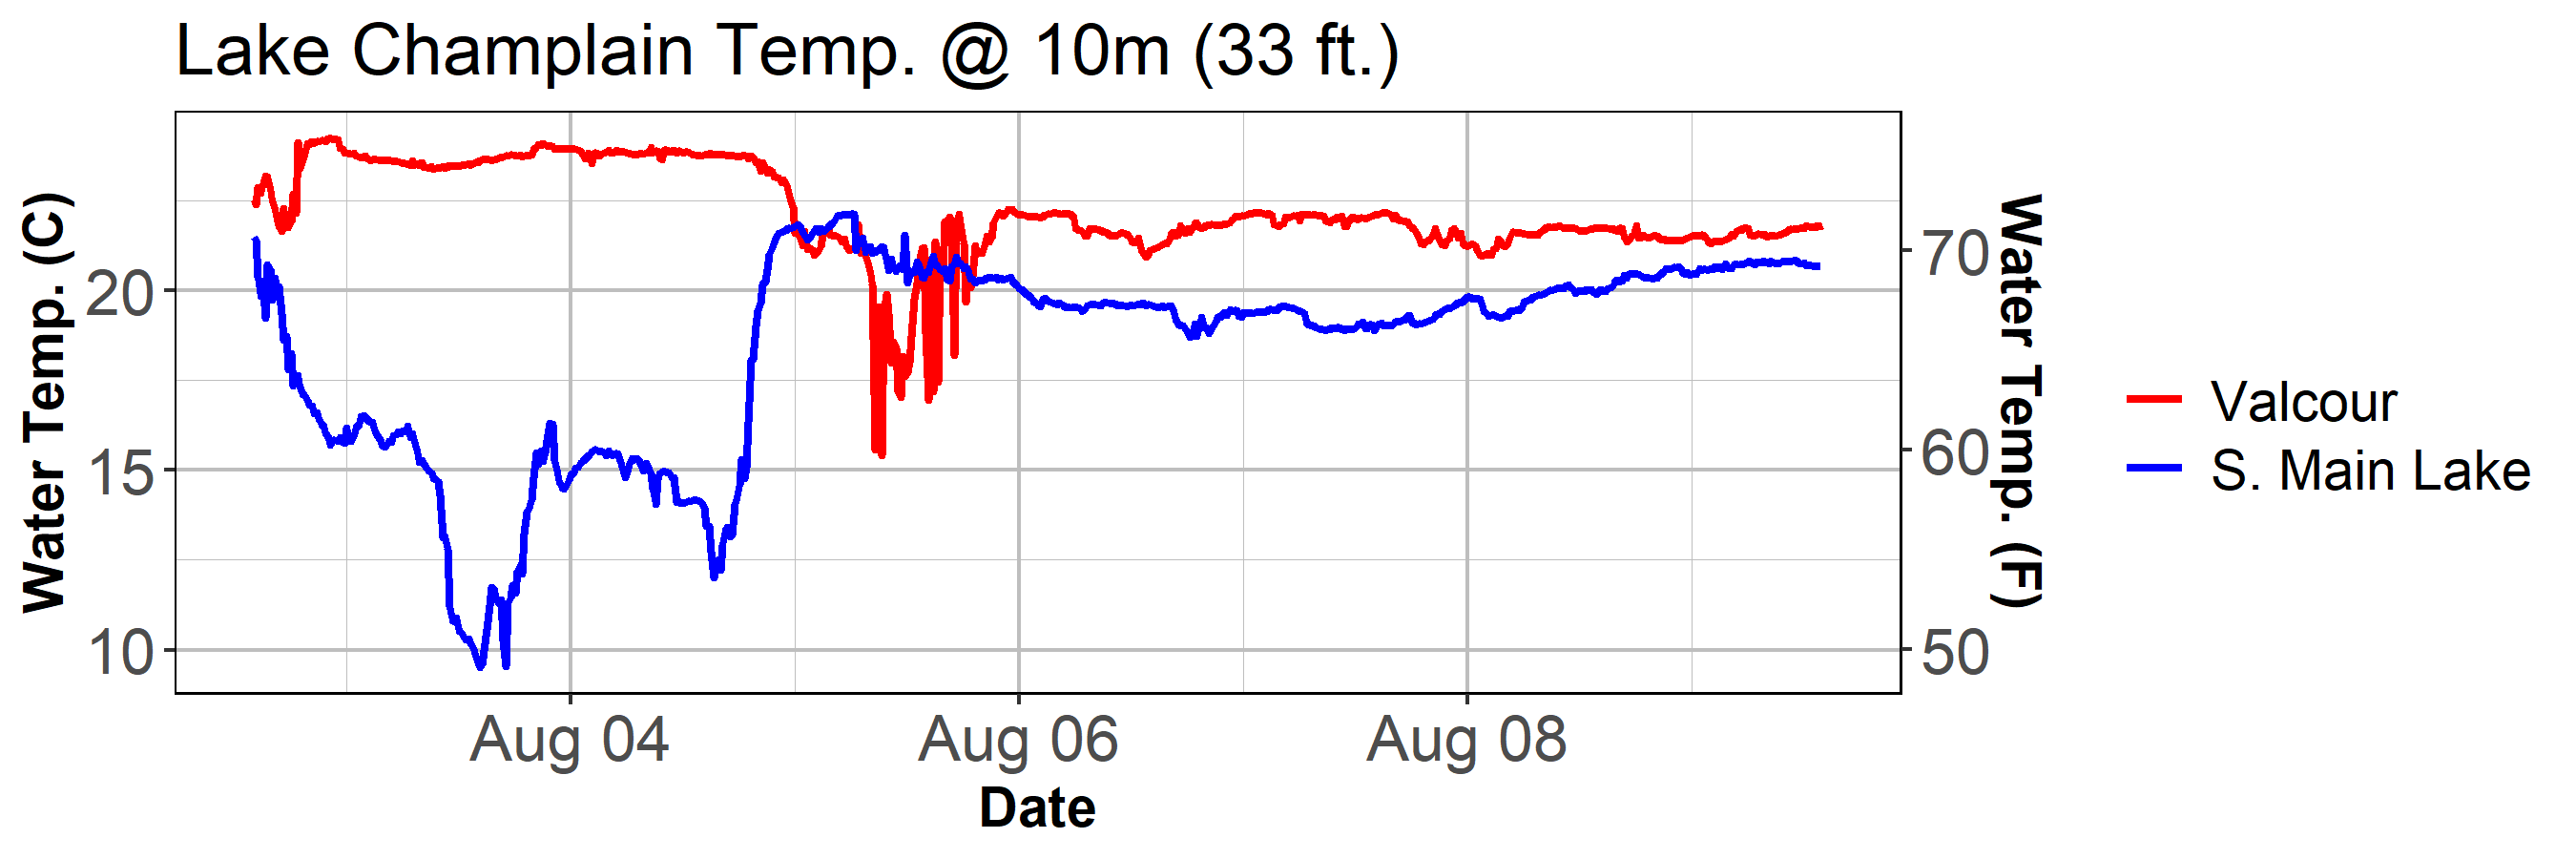 Lake Champlain Temp. @ 10m (33 ft.)
Water Temp. (C)
20
15
10
70
60
50
Water Temp. (F)
Aug 04
Aug 06
Aug 08
Date
Valcour
S. Main Lake